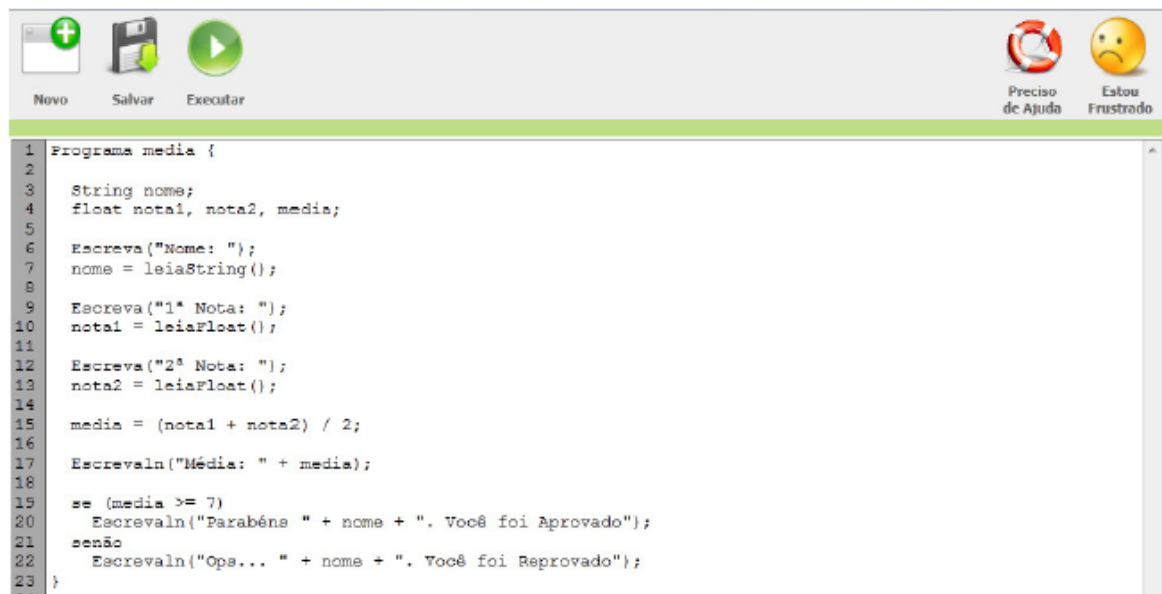 Novo Salvar Executar Preciso de Ajuda Estou Frustrado
1 Programa media {
2
3 String nome;
4 float nota1, nota2, media;
5
6 Escreva("Nome: ");
7 nome = leiaString();
8
9 Escreva("1ª Nota: ");
10 nota1 = leiaFloat();
11
12 Escreva("2ª Nota: ");
13 nota2 = leiaFloat();
14
15 media = (nota1 + nota2) / 2;
16
17 Escrevaln("Média: " + media);
18
19 se (media >= 7)
20 Escrevaln("Parabéns " + nome + ". Você foi Aprovado");
21 senão
22 Escrevaln("Ops... " + nome + ". Você foi Reprovado");
23 }